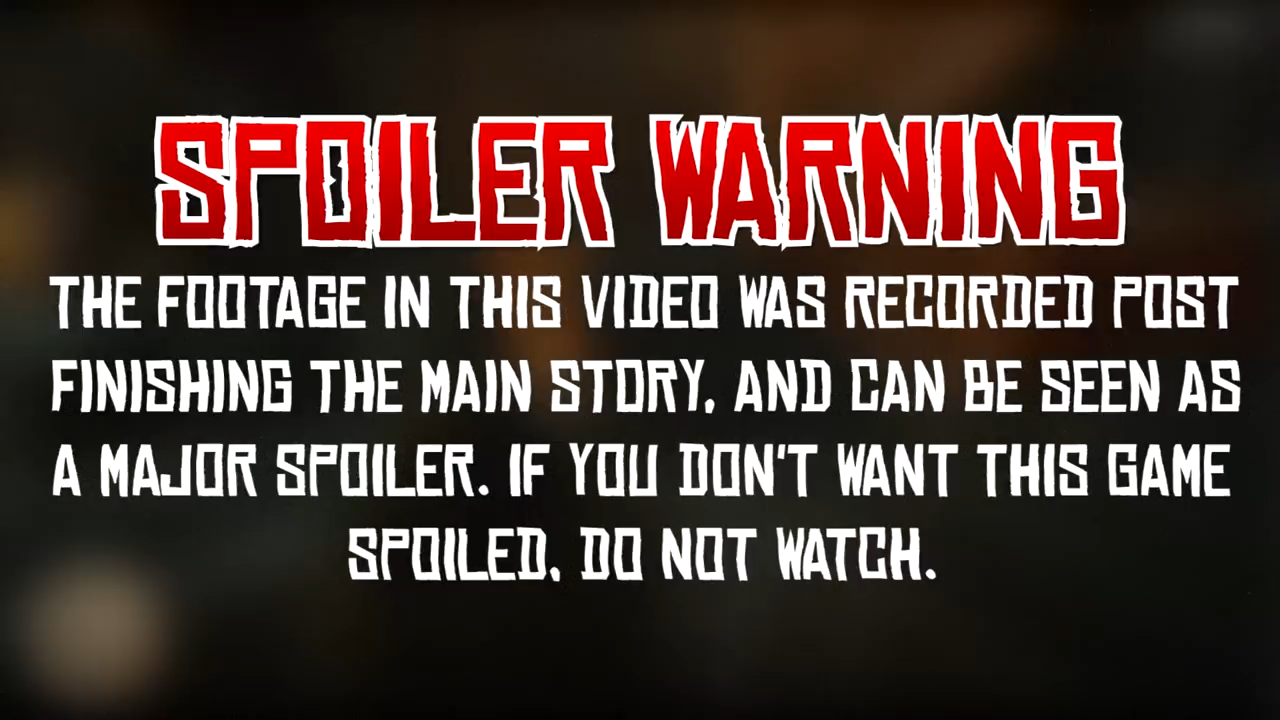 SPOILER WARNING
THE FOOTAGE IN THIS VIDEO WAS RECORDED POST
FINISHING THE MAIN STORY, AND CAN BE SEEN AS
A MAJOR SPOILER. IF YOU DON'T WANT THIS GAME
SPOILED, DO NOT WATCH.